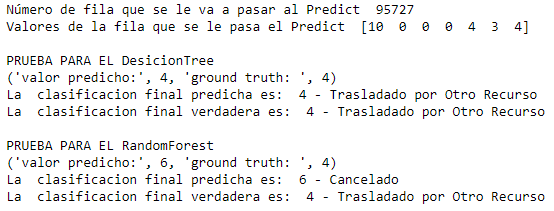 Número de fila que se le va a pasar al Predict  95727
Valores de la fila que se le pasa el Predict  [10  0  0  0  4  3  4]
PRUEBA PARA EL DesicionTree
('valor predicho:', 4, 'ground truth: ', 4)
La  clasificacion final predicha es:  4 - Trasladado por Otro Recurso
La  clasificacion final verdadera es:  4 - Trasladado por Otro Recurso
PRUEBA PARA EL RandomForest
('valor predicho:', 6, 'ground truth: ', 4)
La  clasificacion final predicha es:  6 - Cancelado
La  clasificacion final verdadera es:  4 - Trasladado por Otro Recurso